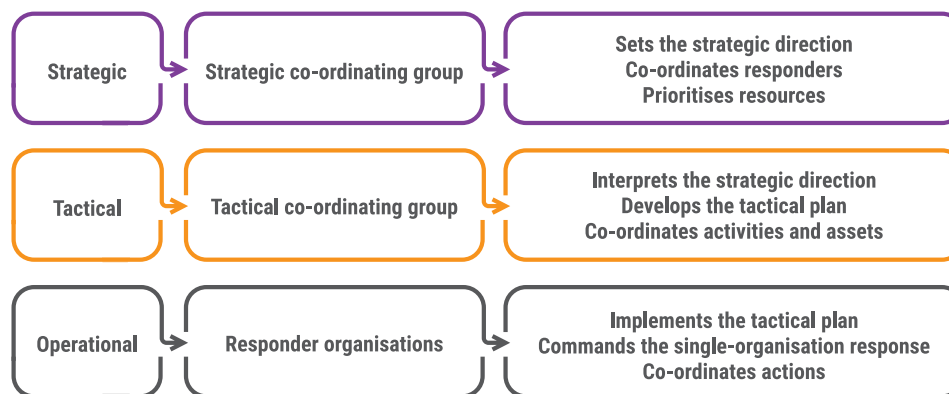 Strategic
Strategic co-ordinating group
Sets the strategic direction
Co-ordinates responders
Prioritises resources
Tactical
Tactical co-ordinating group
Interprets the strategic direction
Develops the tactical plan
Co-ordinates activities and assets
Operational
Responder organisations
Implements the tactical plan
Commands the single-organisation response
Co-ordinates actions